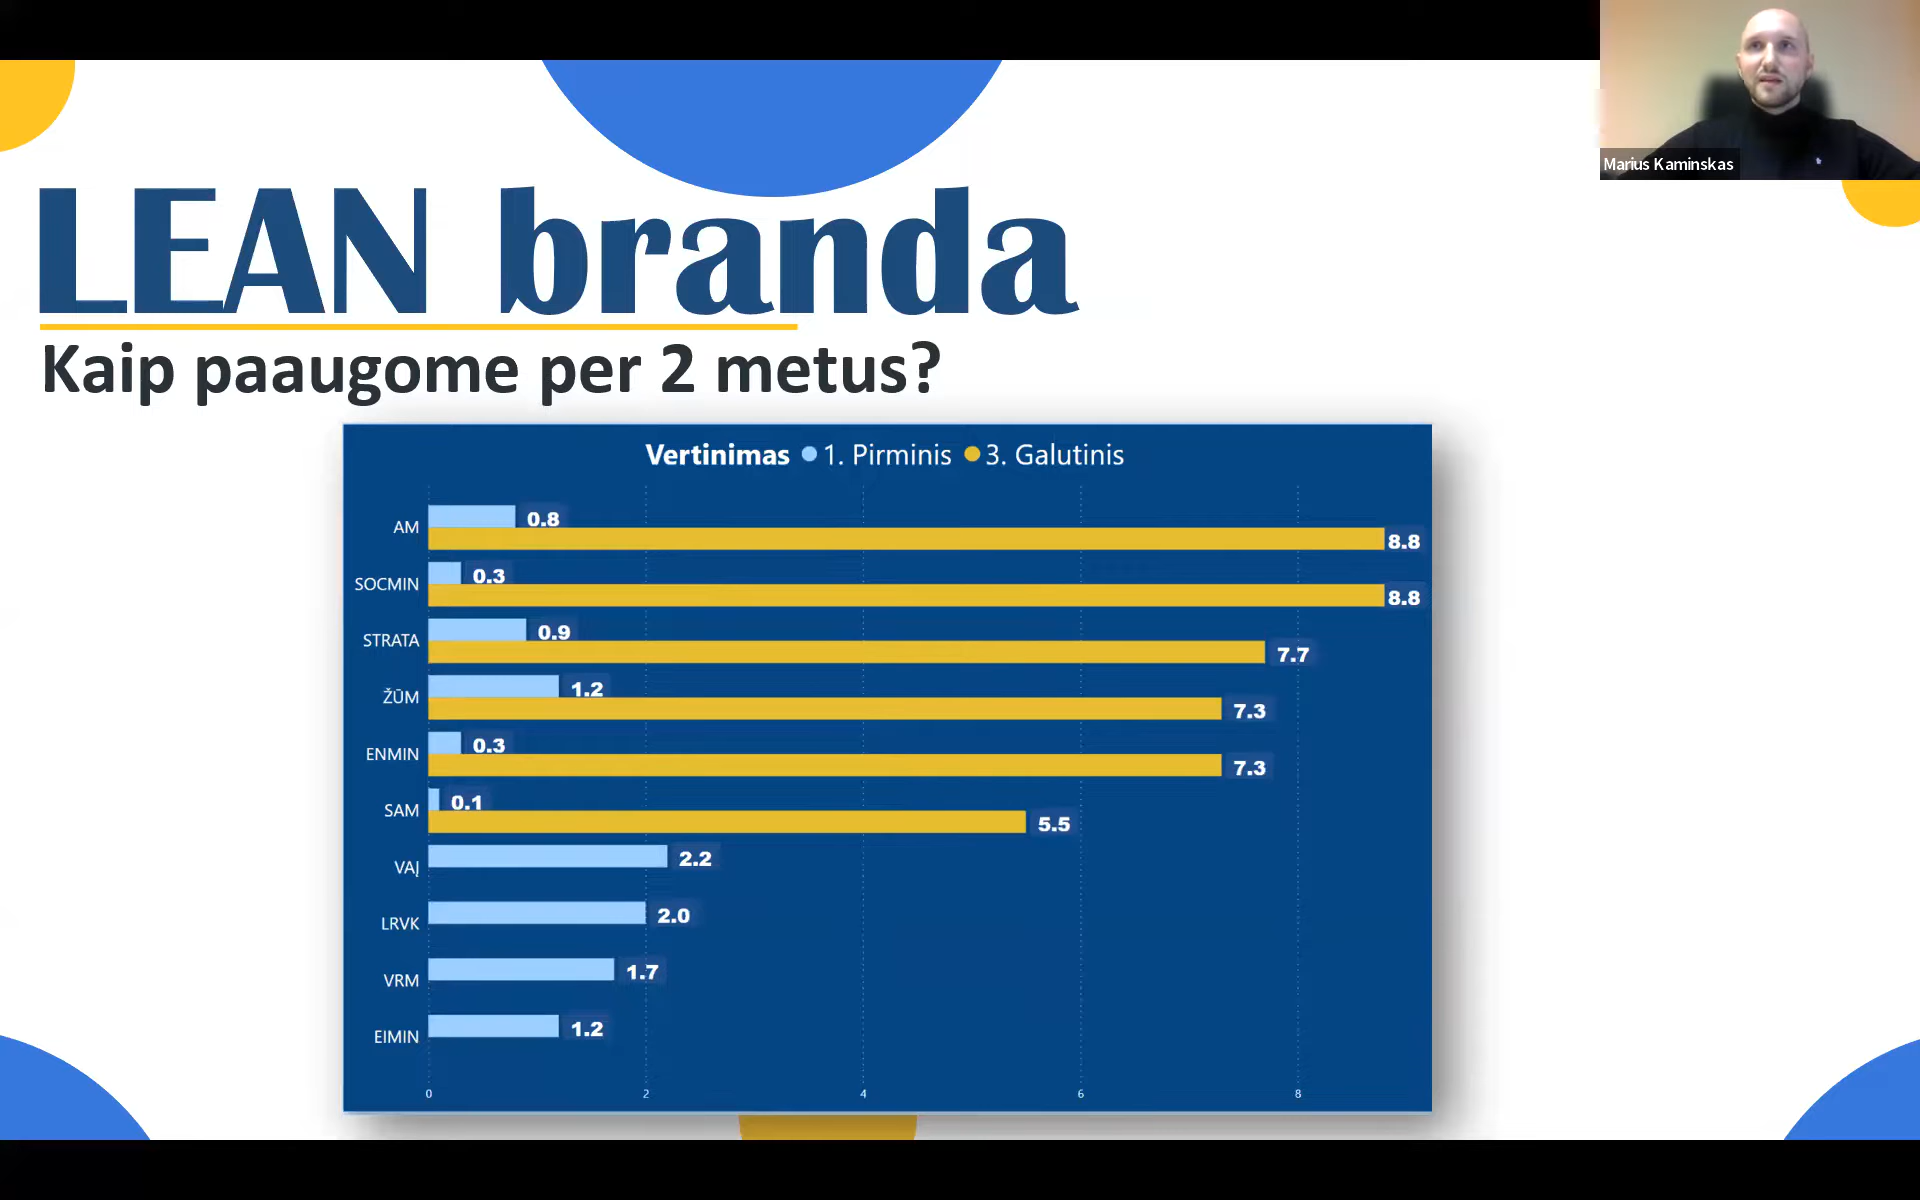 Marius Kaminskas
LEAN branda
Kaip paaugome per 2 metus?
Vertinimas 1. Pirminis 3. Galutinis
AM 0.8
8.8
SOCMIN 0.3
8.8
STRATA 0.9
7.7
ŽŪM 1.2
7.3
ENMIN 0.3
7.3
SAM 0.1
5.5
VAĮ 2.2
LRVK 2.0
VRM 1.7
EIMIN 1.2
0 2 4 6 8